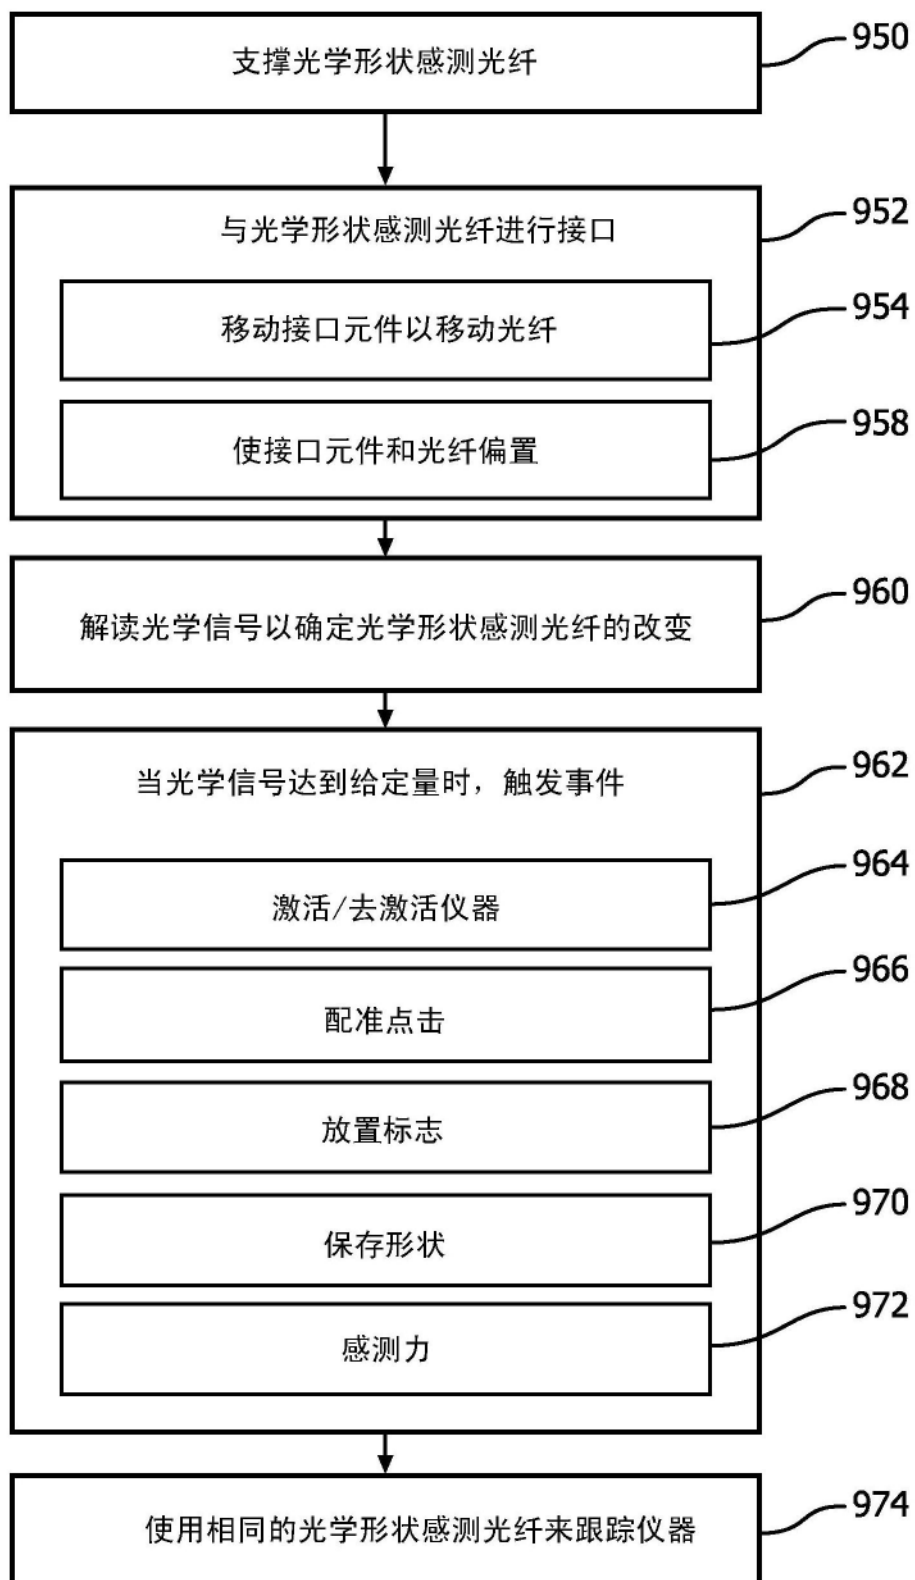 支撑光学形状感测光纤
950
与光学形状感测光纤进行接口
952
移动接口元件以移动光纤
954
使接口元件和光纤偏置
958
解读光学信号以确定光学形状感测光纤的改变
960
当光学信号达到给定量时，触发事件
962
激活/去激活仪器
964
配准点击
966
放置标志
968
保存形状
970
感测力
972
使用相同的光学形状感测光纤来跟踪仪器
974